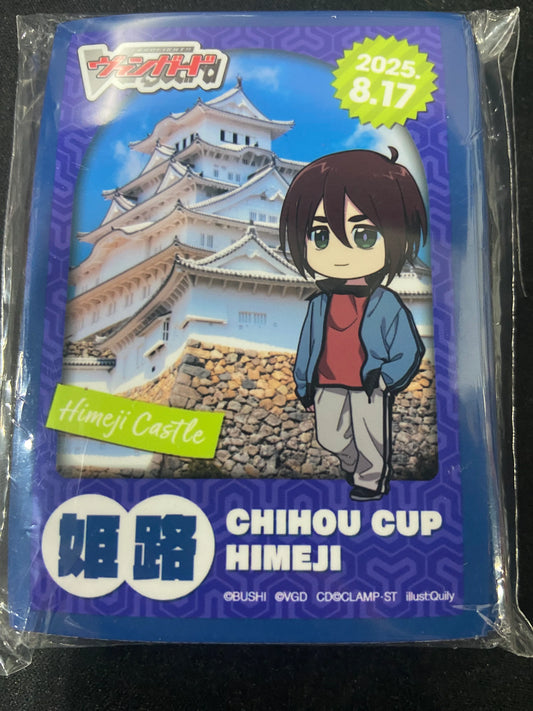 ヴァンガード
2025.
8.17
Himeji Castle
姫路
CHIHOU CUP
HIMEJI
©BUSHI ©VGD CD©CLAMP-ST illust:Quily